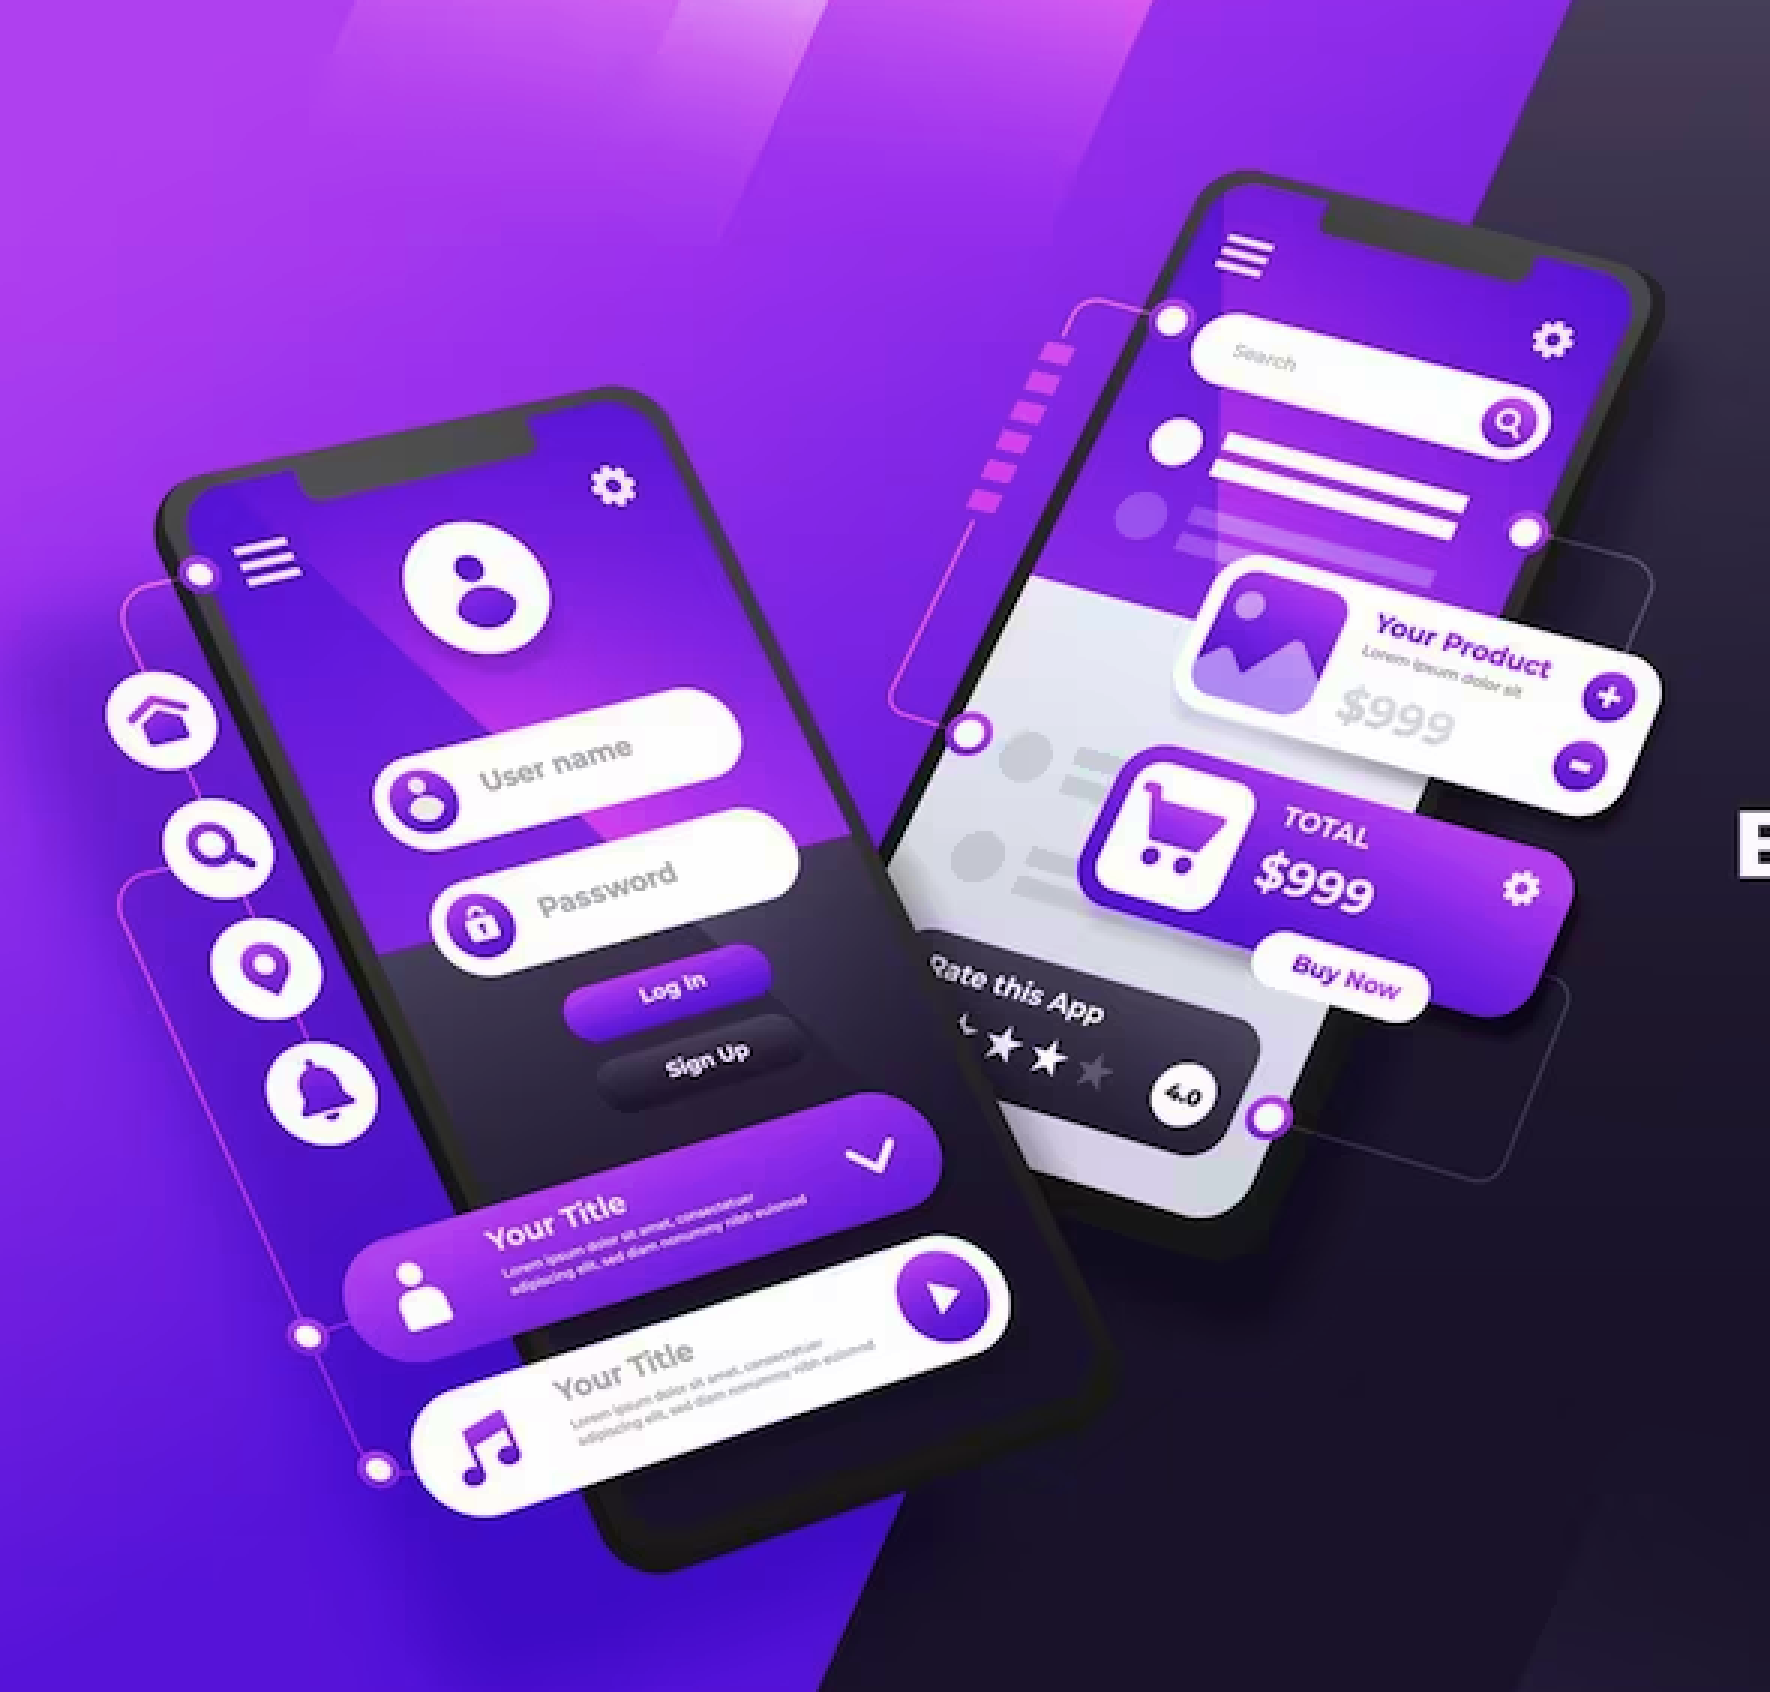 User name
Password
Log in
Sign Up
Your Title
Lorem ipsum dolor sit amet, consectetuer
adipiscing elit, sed diam nonummy nibh euismod
Your Title
Lorem ipsum dolor sit amet, consectetuer
adipiscing elit, sed diam nonummy nibh euismod
Search
Your Product
Lorem ipsum dolor sit
$999
TOTAL
$999
Buy Now
Rate this App
4.0